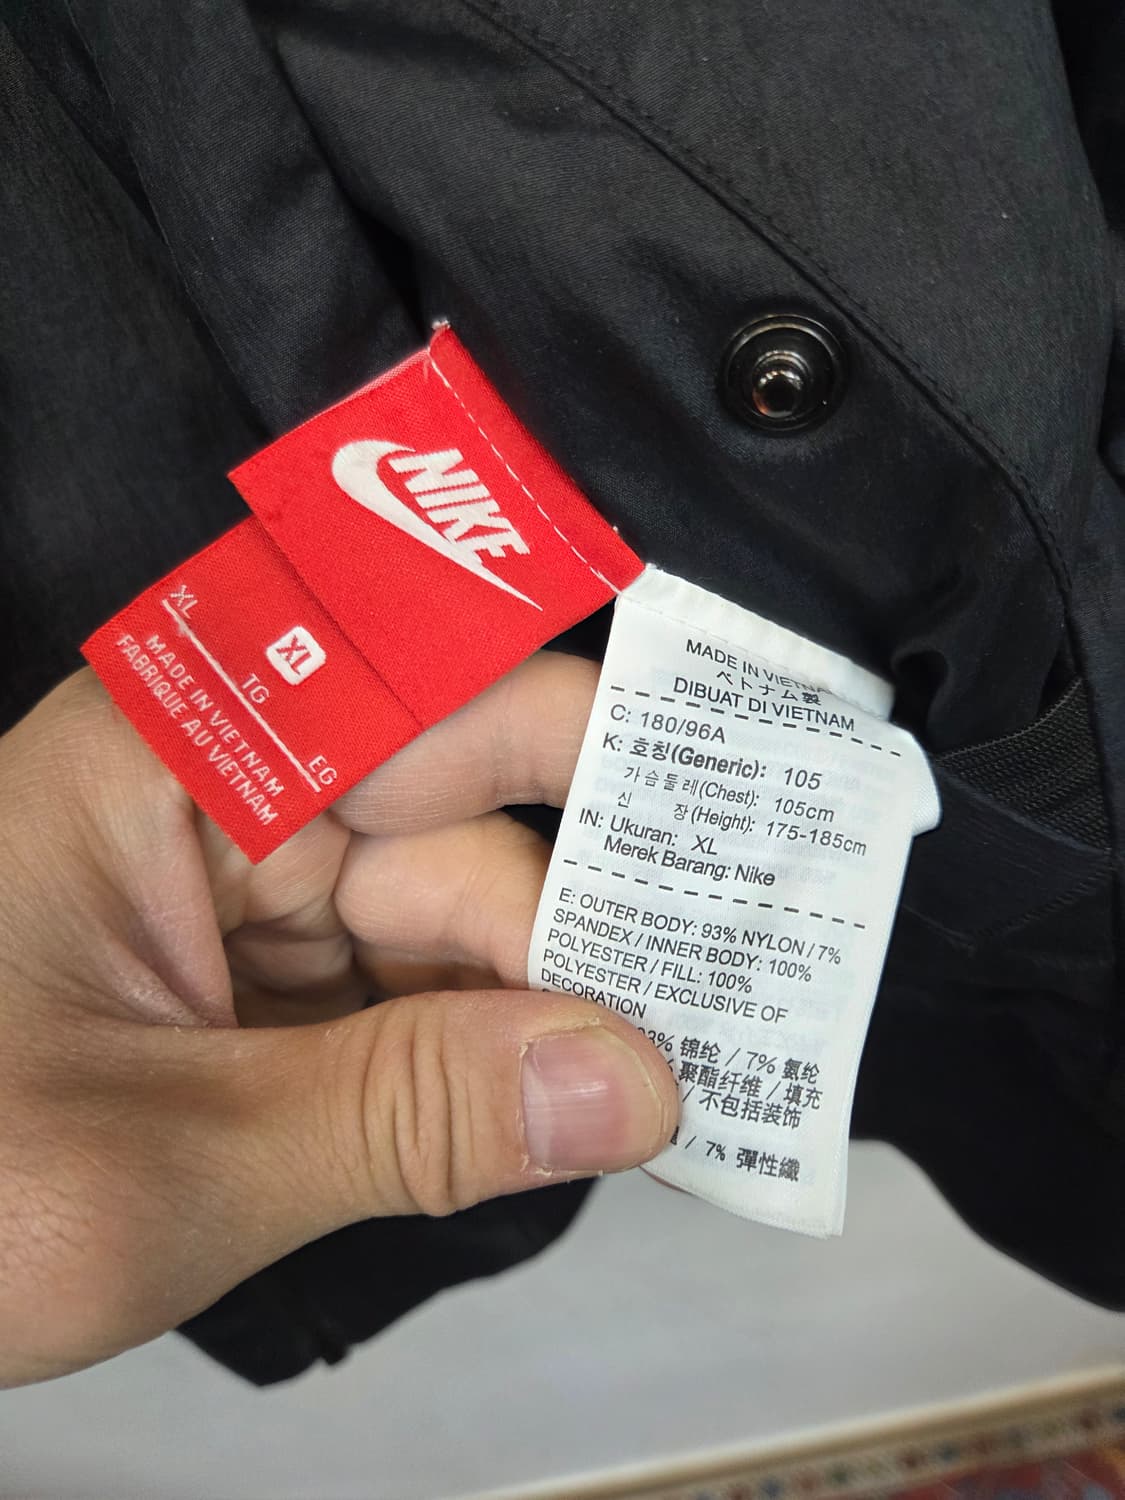 NIKE
XL
XL
TG
EG
MADE IN VIETNAM
FABRIQUE AU VIETNAM
MADE IN VIETNA
ベトナム製
DIBUAT DI VIETNAM
C: 180/96A
K: 호칭(Generic): 105
가슴둘레(Chest): 105cm
신 장(Height): 175-185cm
IN: Ukuran: XL
Merek Barang: Nike
E: OUTER BODY: 93% NYLON / 7%
SPANDEX / INNER BODY: 100%
POLYESTER / FILL: 100%
POLYESTER / EXCLUSIVE OF
DECORATION
93% 锦纶 / 7% 氨纶
聚酯纤维 / 填充
/ 不包括装饰
/ 7% 彈性纖